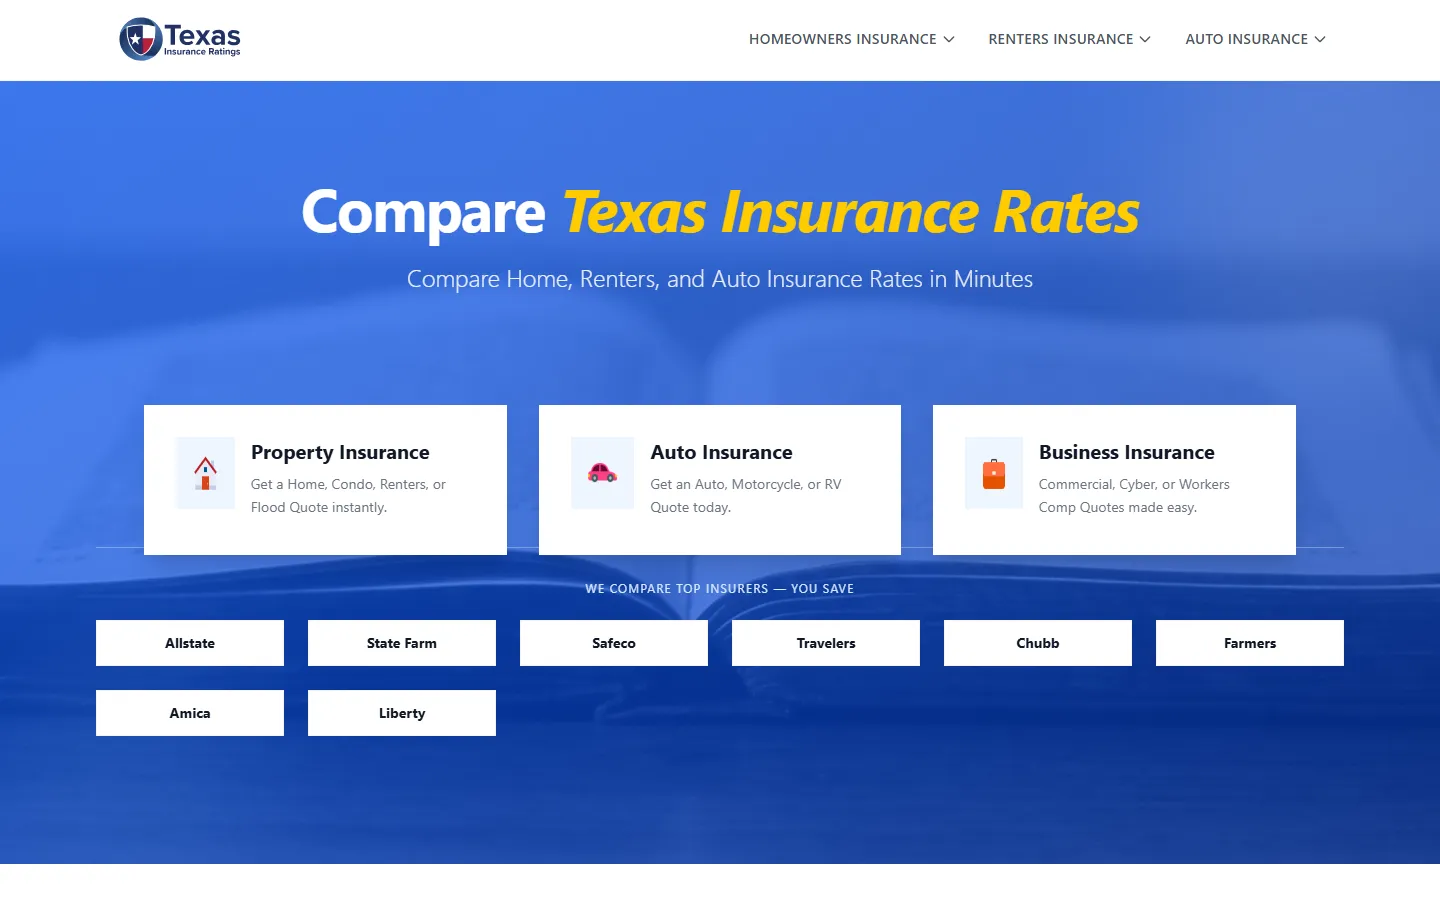 Texas
Insurance Ratings
HOMEOWNERS INSURANCE
RENTERS INSURANCE
AUTO INSURANCE
Compare Texas Insurance Rates
Compare Home, Renters, and Auto Insurance Rates in Minutes
Property Insurance
Get a Home, Condo, Renters, or
Flood Quote instantly.
Auto Insurance
Get an Auto, Motorcycle, or RV
Quote today.
Business Insurance
Commercial, Cyber, or Workers
Comp Quotes made easy.
WE COMPARE TOP INSURERS — YOU SAVE
Allstate
State Farm
Safeco
Travelers
Chubb
Farmers
Amica
Liberty